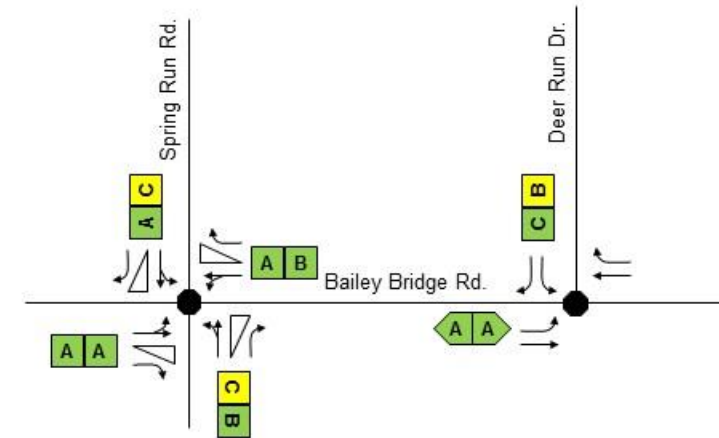 Spring Run Rd.
Deer Run Dr.
C
A
B
C
A B
Bailey Bridge Rd.
A A
A A
C
B